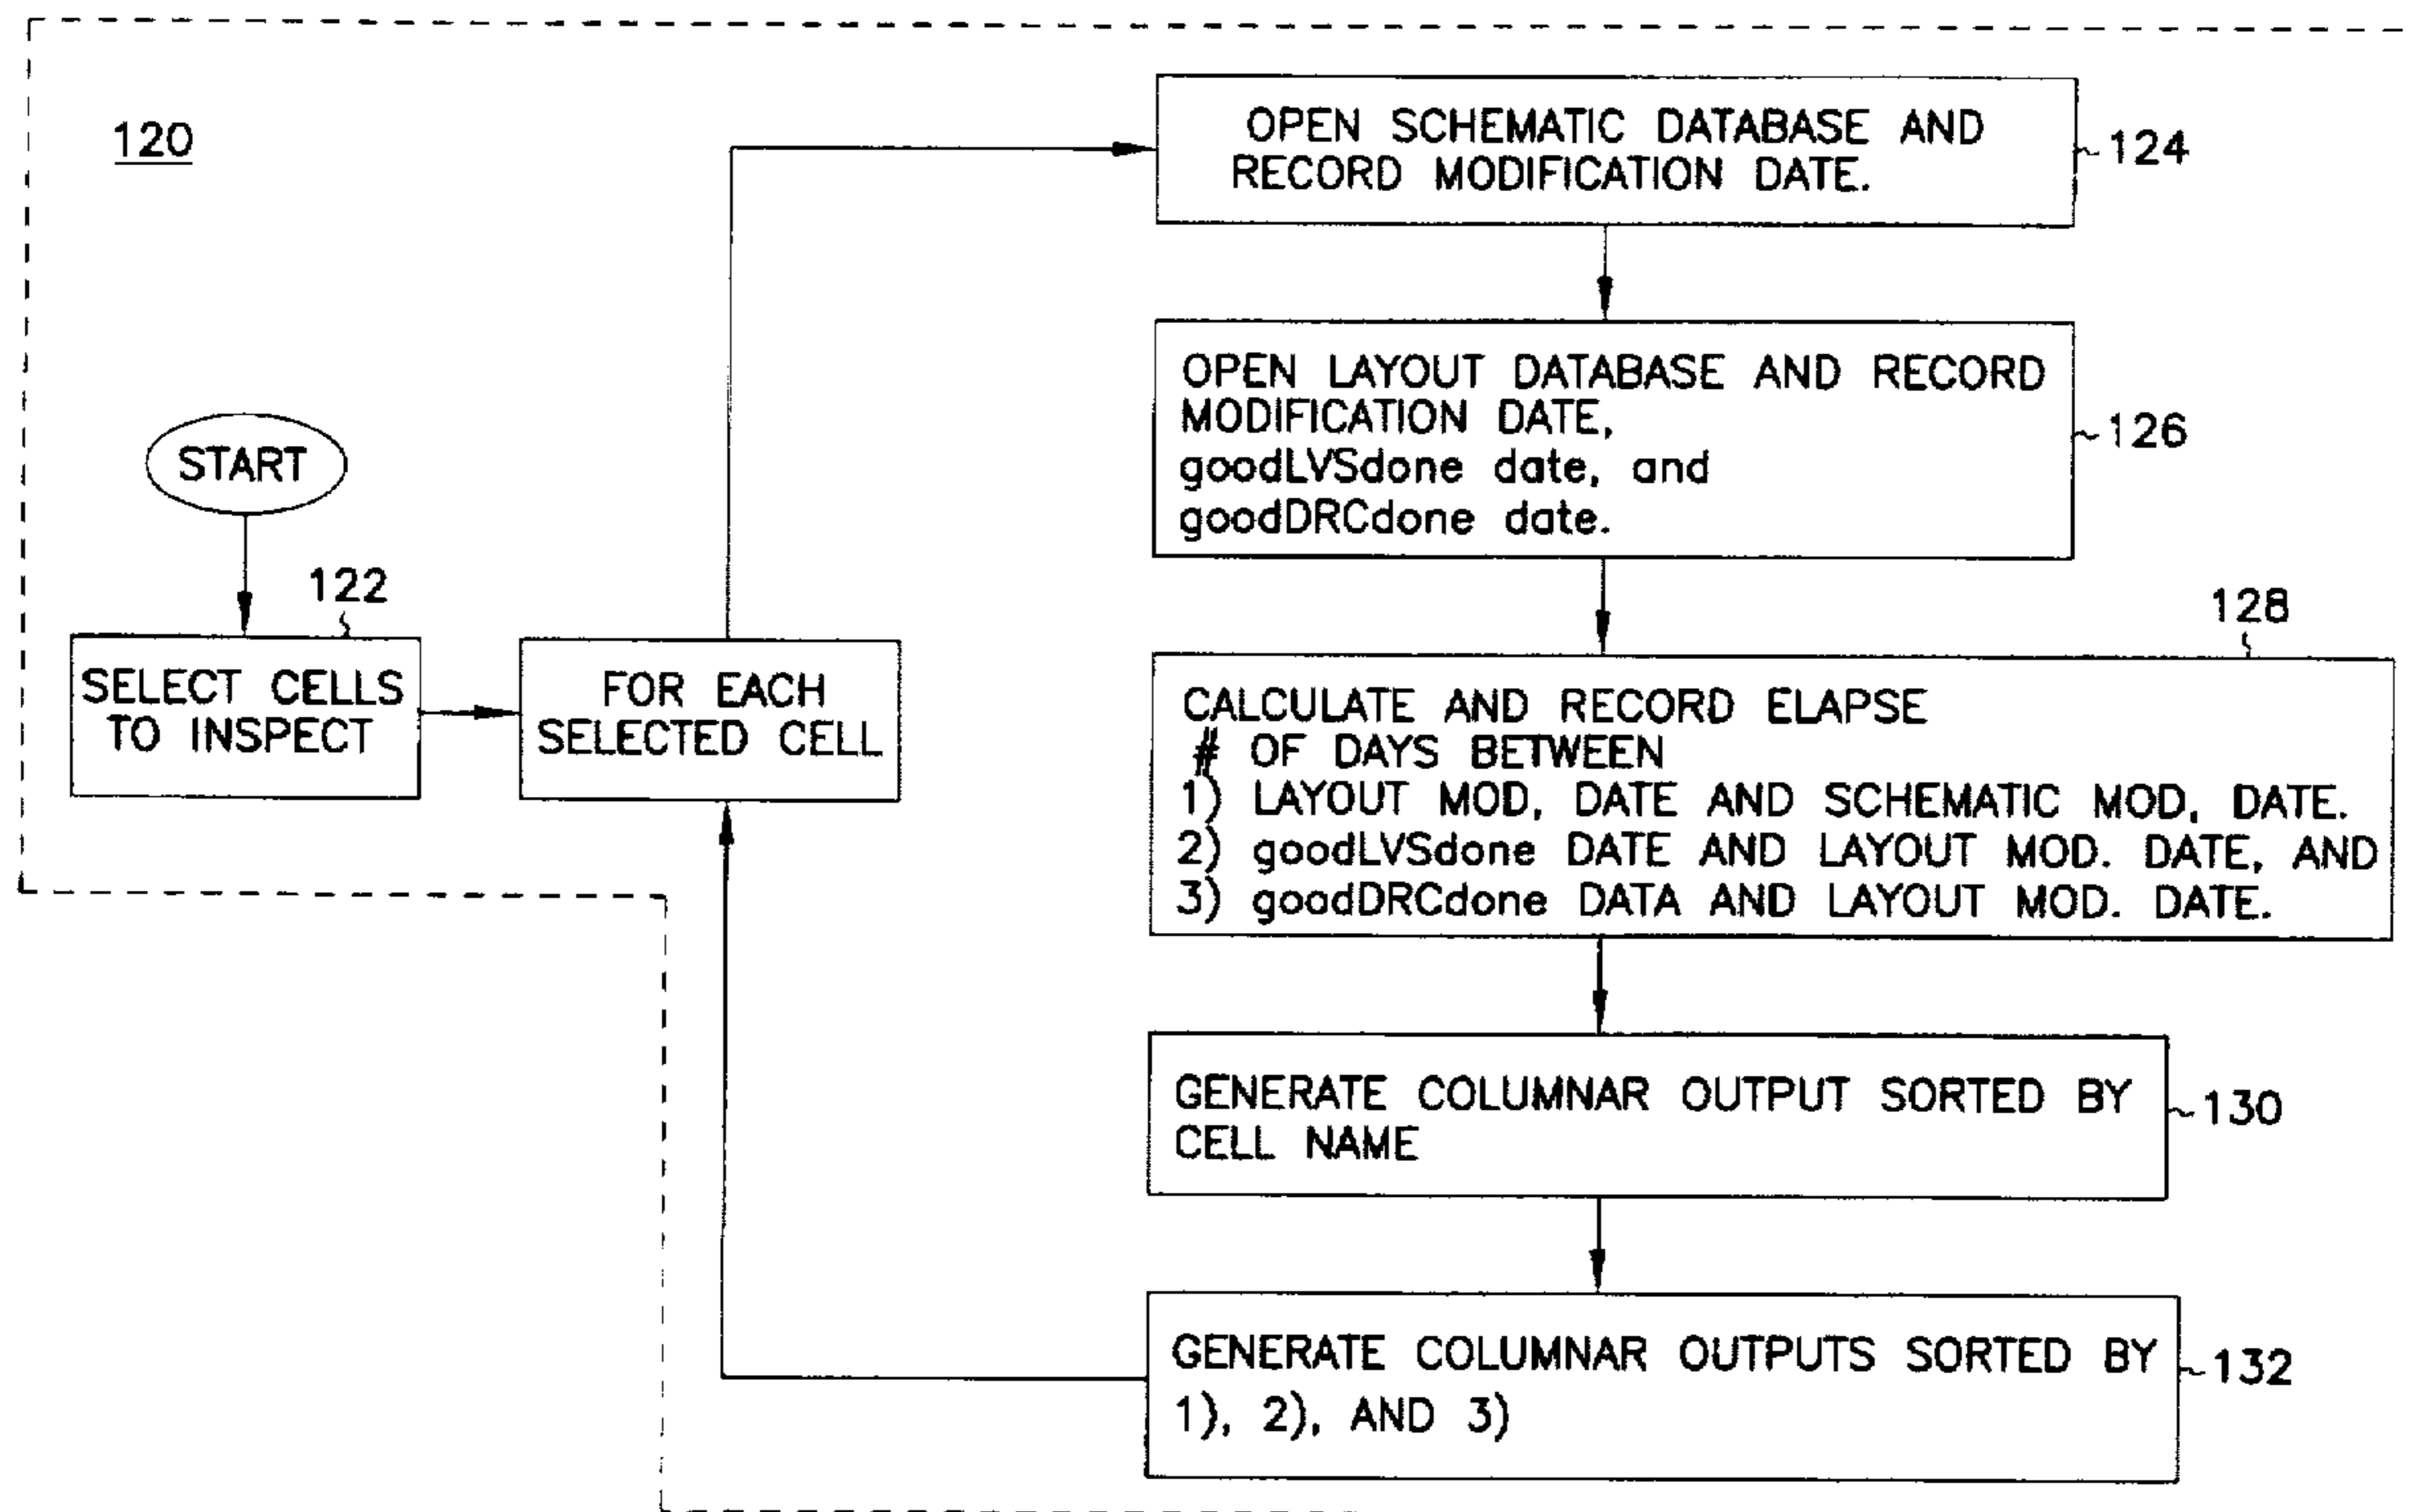 120
START
122
SELECT CELLS
TO INSPECT
FOR EACH
SELECTED CELL
OPEN SCHEMATIC DATABASE AND
RECORD MODIFICATION DATE.
124
OPEN LAYOUT DATABASE AND RECORD
MODIFICATION DATE,
goodLVSdone date, and
goodDRCdone date.
126
128
CALCULATE AND RECORD ELAPSE
# OF DAYS BETWEEN
1) LAYOUT MOD. DATE AND SCHEMATIC MOD. DATE.
2) goodLVSdone DATE AND LAYOUT MOD. DATE, AND
3) goodDRCdone DATA AND LAYOUT MOD. DATE.
GENERATE COLUMNAR OUTPUT SORTED BY
CELL NAME
130
GENERATE COLUMNAR OUTPUTS SORTED BY
1), 2), AND 3)
132